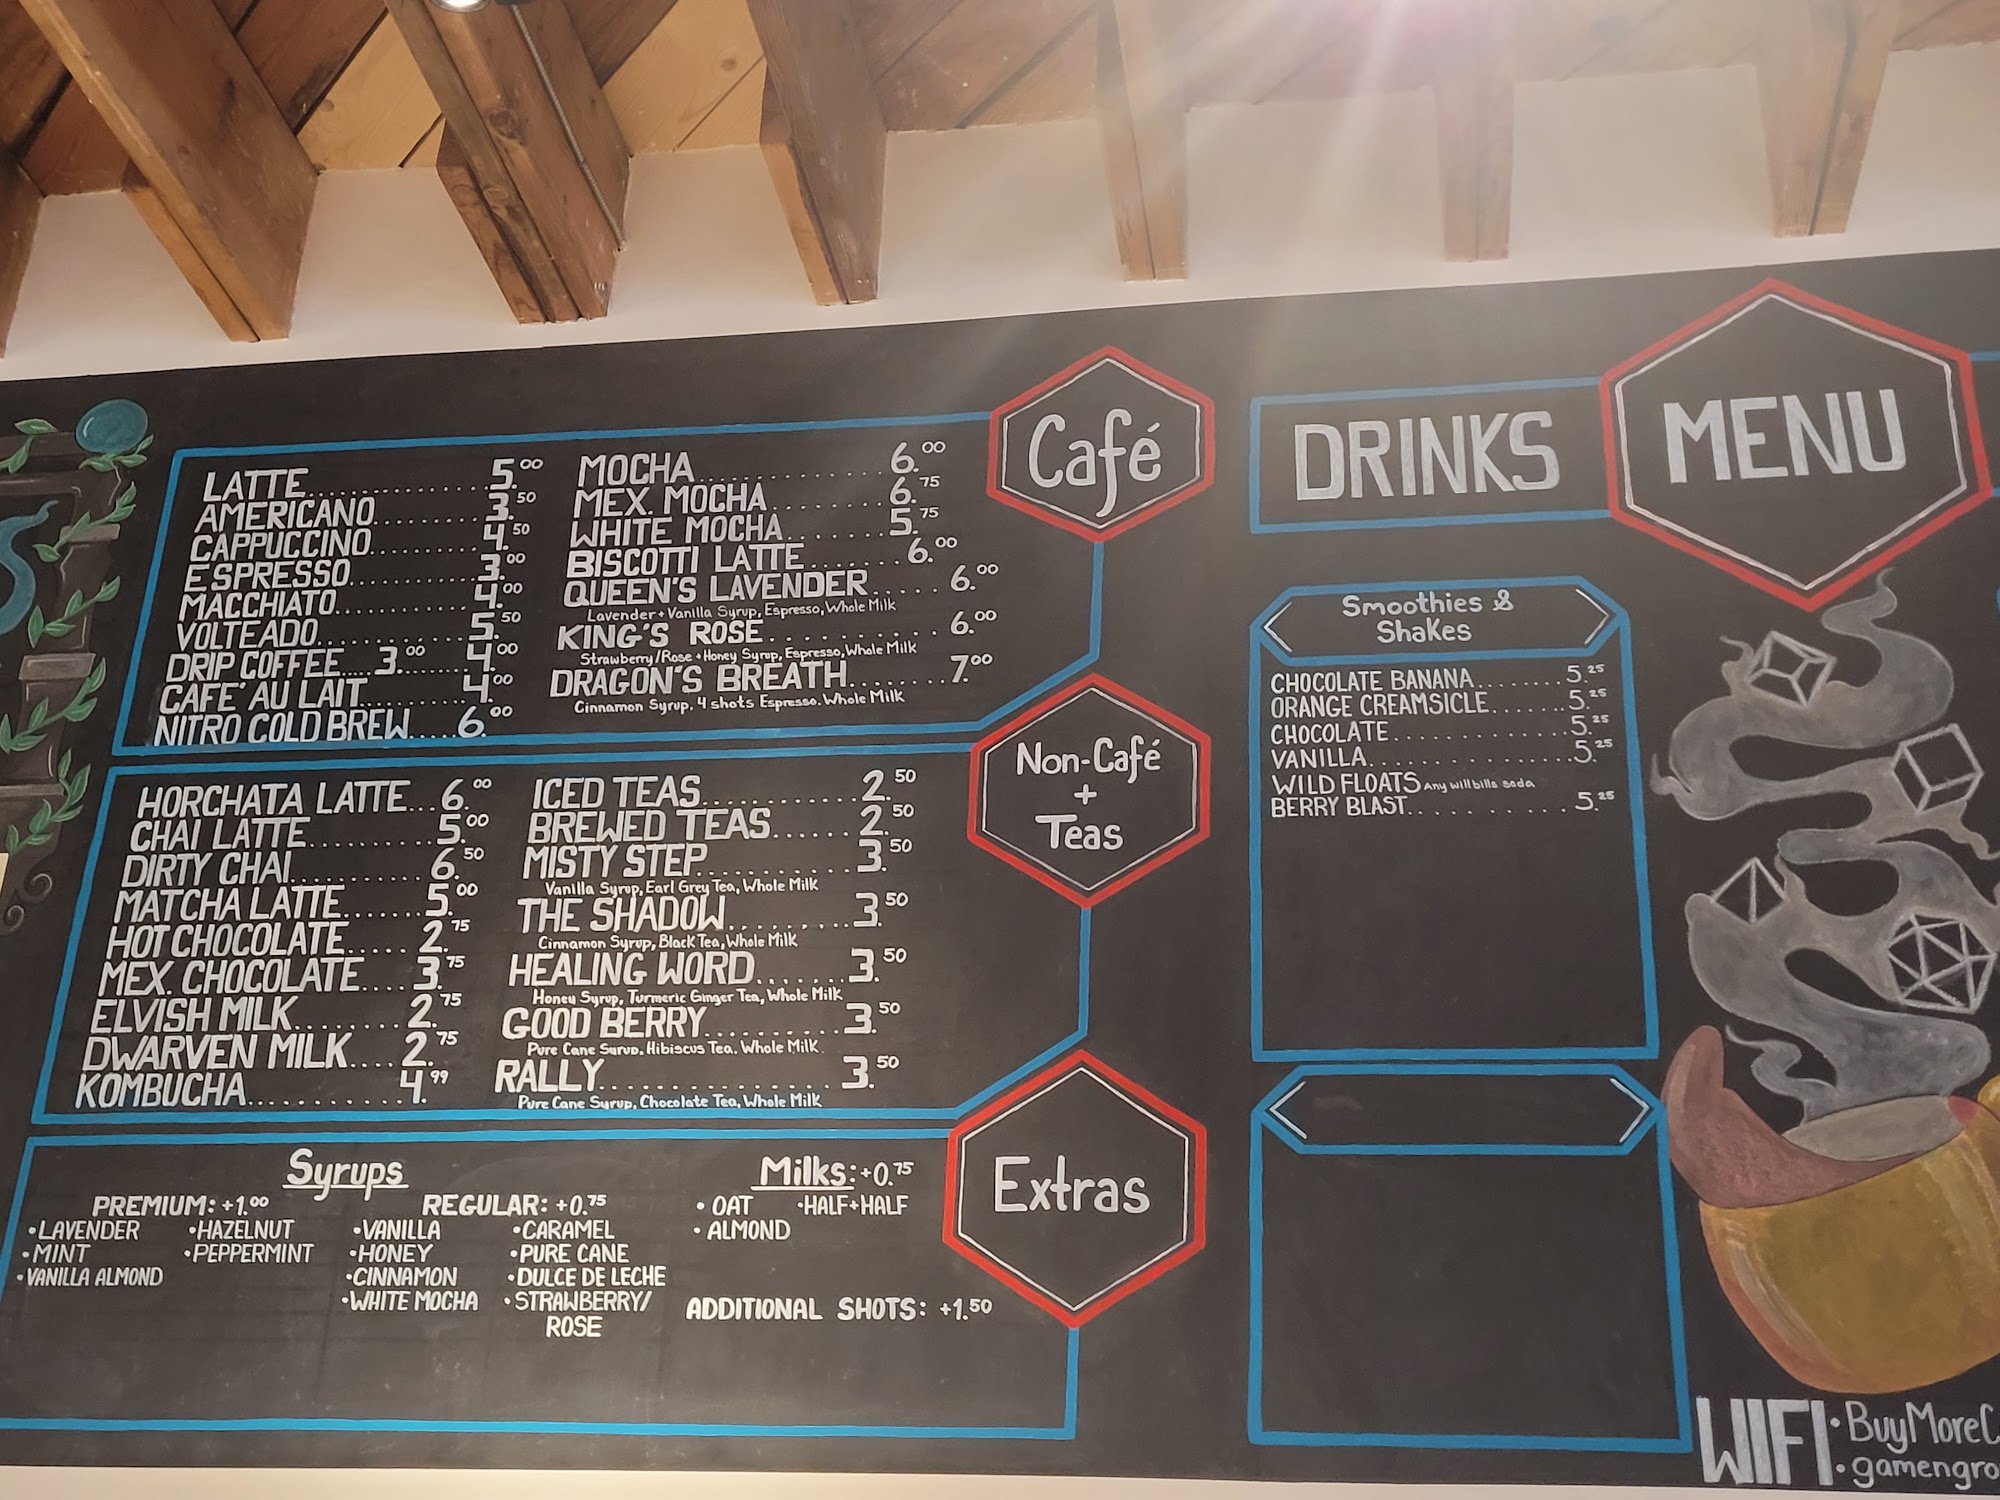 Café
LATTE 5.00
AMERICANO 3.50
CAPPUCCINO 4.50
ESPRESSO 3.00
MACCHIATO 4.00
VOLTEADO 5.50
DRIP COFFEE 3.00 4.00
CAFE' AU LAIT 4.00
NITRO COLD BREW 6.00
MOCHA 6.00
MEX. MOCHA 6.75
WHITE MOCHA 5.75
BISCOTTI LATTE 6.00
QUEEN'S LAVENDER 6.00
Lavender + Vanilla Syrup, Espresso, Whole Milk
KING'S ROSE 6.00
Strawberry/Rose + Honey Syrup, Espresso, Whole Milk
DRAGON'S BREATH 7.00
Cinnamon Syrup, 4 shots Espresso. Whole Milk
Non-Café
+
Teas
HORCHATA LATTE 6.00
CHAI LATTE 5.00
DIRTY CHAI 6.50
MATCHA LATTE 5.00
HOT CHOCOLATE 2.75
MEX. CHOCOLATE 3.75
ELVISH MILK 2.75
DWARVEN MILK 2.75
KOMBUCHA 4.99
ICED TEAS 2.50
BREWED TEAS 2.50
MISTY STEP 3.50
Vanilla Syrup, Earl Grey Tea, Whole Milk
THE SHADOW 3.50
Cinnamon Syrup, Black Tea, Whole Milk
HEALING WORD 3.50
Honey Syrup, Turmeric Ginger Tea, Whole Milk
GOOD BERRY 3.50
Pure Cane Syrup, Hibiscus Tea. Whole Milk
RALLY 3.50
Pure Cane Syrup, Chocolate Tea, Whole Milk
Extras
Syrups
PREMIUM: +1.00
•LAVENDER
•MINT
•VANILLA ALMOND
•HAZELNUT
•PEPPERMINT
REGULAR: +0.75
•VANILLA
•HONEY
•CINNAMON
•WHITE MOCHA
•CARAMEL
•PURE CANE
•DULCE DE LECHE
•STRAWBERRY/
ROSE
Milks: +0.75
• OAT
• ALMOND
•HALF+HALF
ADDITIONAL SHOTS: +1.50
DRINKS
MENU
Smoothies &
Shakes
CHOCOLATE BANANA 5.25
ORANGE CREAMSICLE 5.25
CHOCOLATE 5.25
VANILLA 5.25
WILD FLOATS Any will bills soda
BERRY BLAST 5.25
WIFI
• BuyMoreC
• gamengro